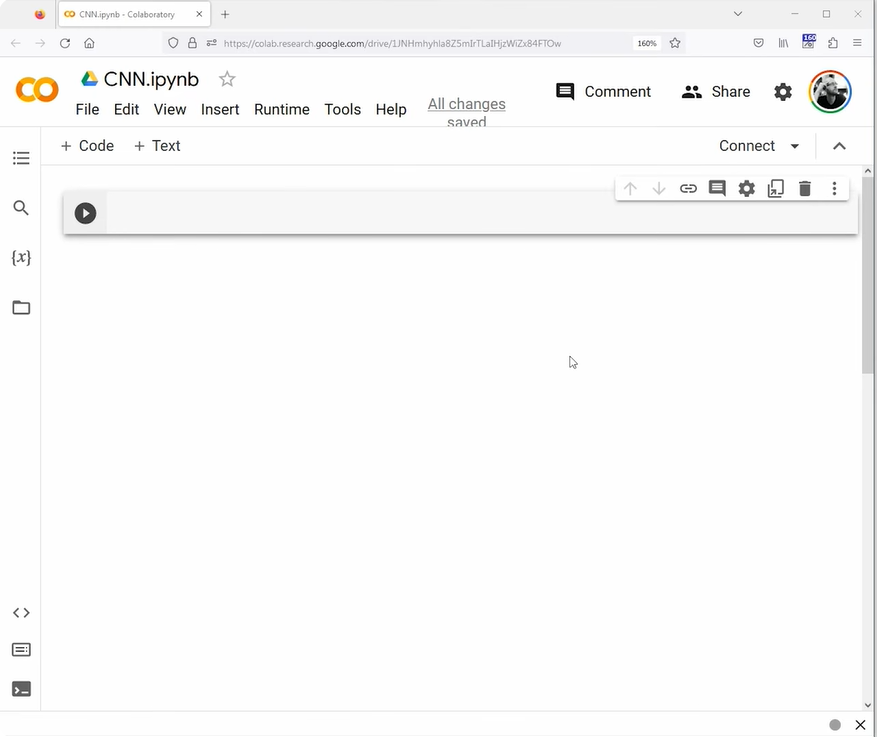 CNN.ipynb - Colaboratory
https://colab.research.google.com/drive/1JNHmhyhla8Z5mIrTLaIHjzWiZx84FTOw
160%
160
CNN.ipynb
File Edit View Insert Runtime Tools Help
All changes
saved
Comment
Share
+ Code + Text
Connect
{x}